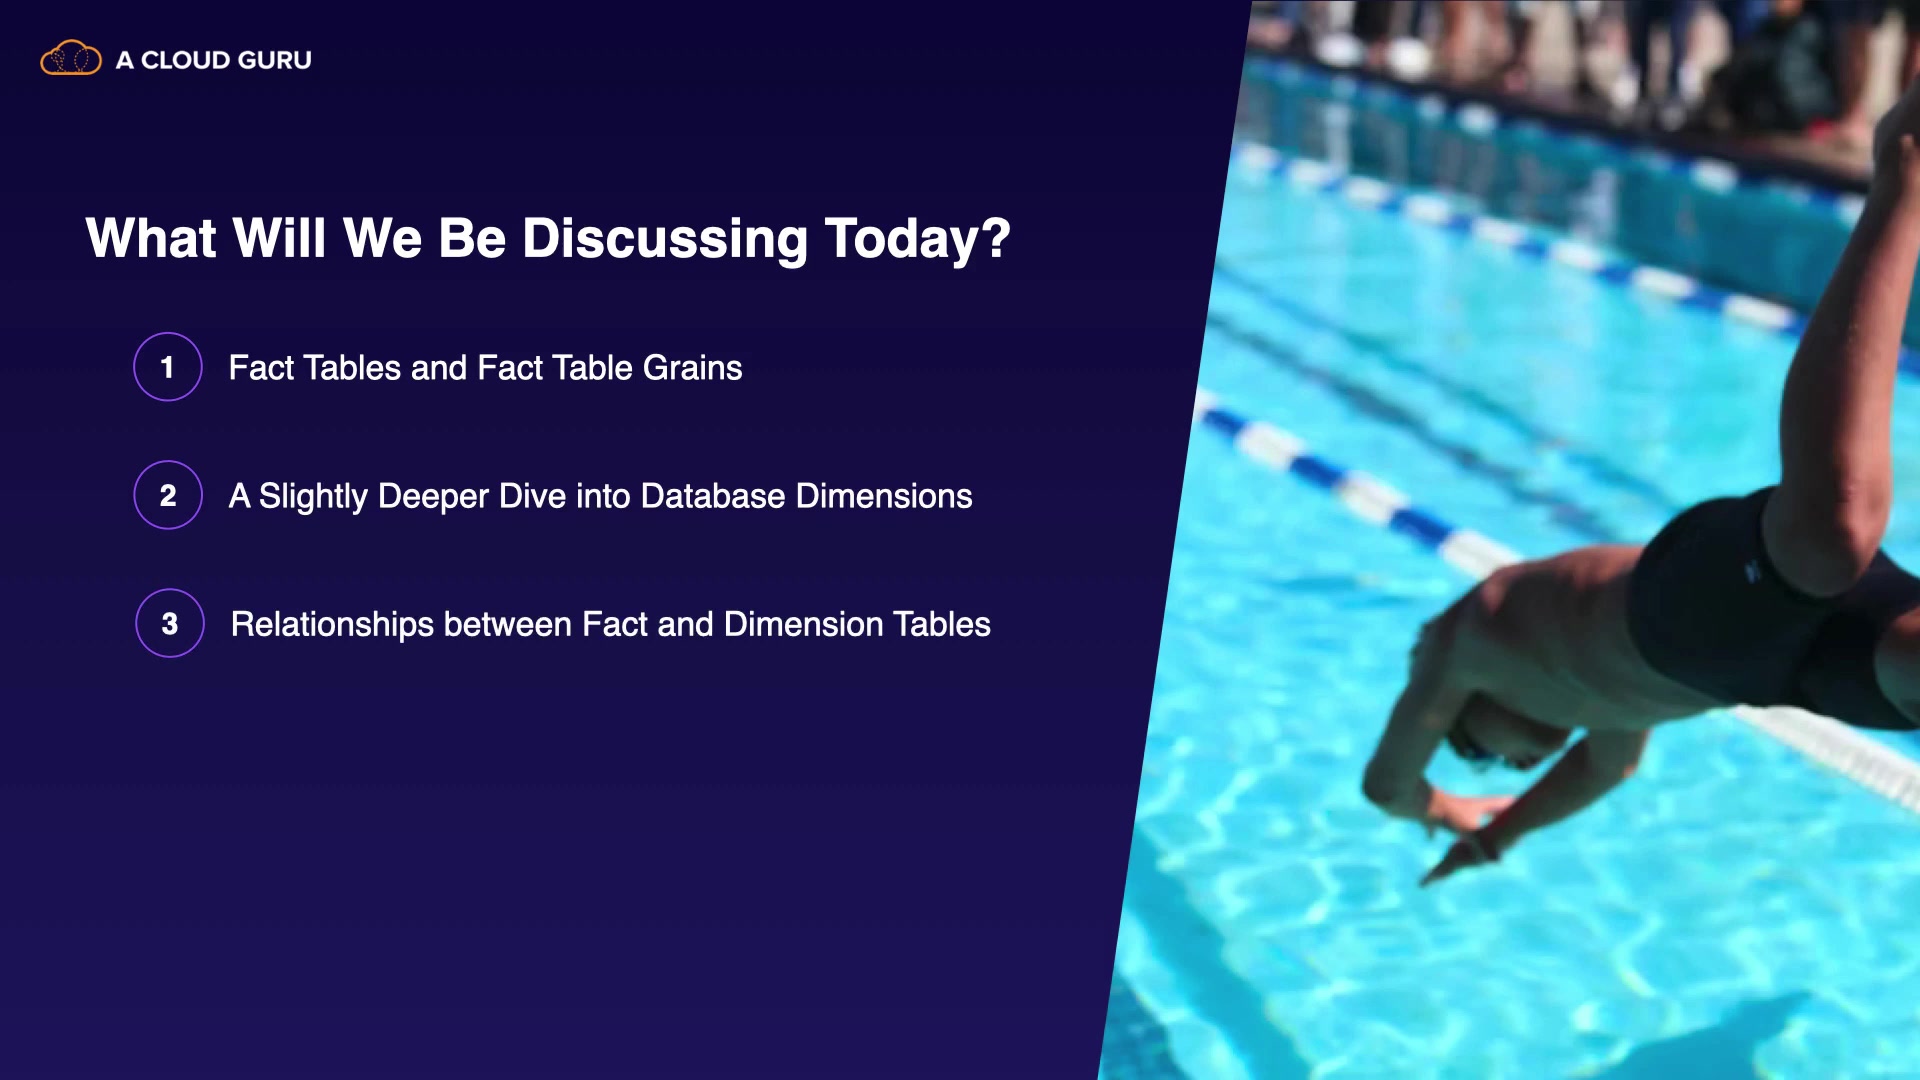 A CLOUD GURU
What Will We Be Discussing Today?
1 Fact Tables and Fact Table Grains
2 A Slightly Deeper Dive into Database Dimensions
3 Relationships between Fact and Dimension Tables